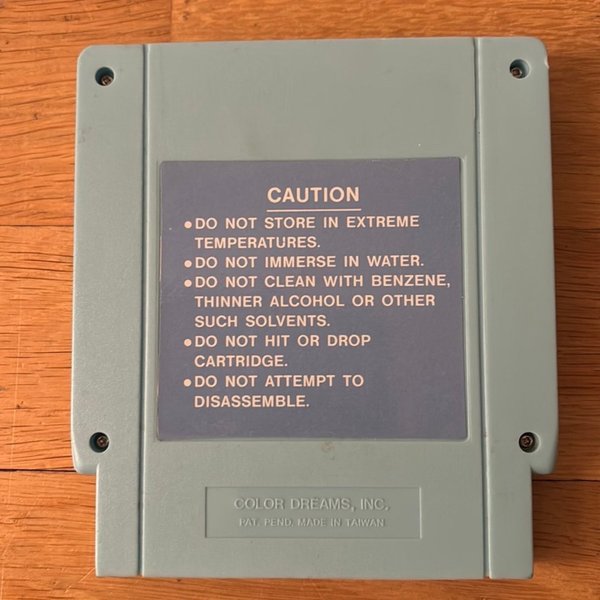 CAUTION
•DO NOT STORE IN EXTREME
TEMPERATURES.
•DO NOT IMMERSE IN WATER.
•DO NOT CLEAN WITH BENZENE,
THINNER ALCOHOL OR OTHER
SUCH SOLVENTS.
•DO NOT HIT OR DROP
CARTRIDGE.
•DO NOT ATTEMPT TO
DISASSEMBLE.
COLOR DREAMS, INC.
PAT. PEND. MADE IN TAIWAN